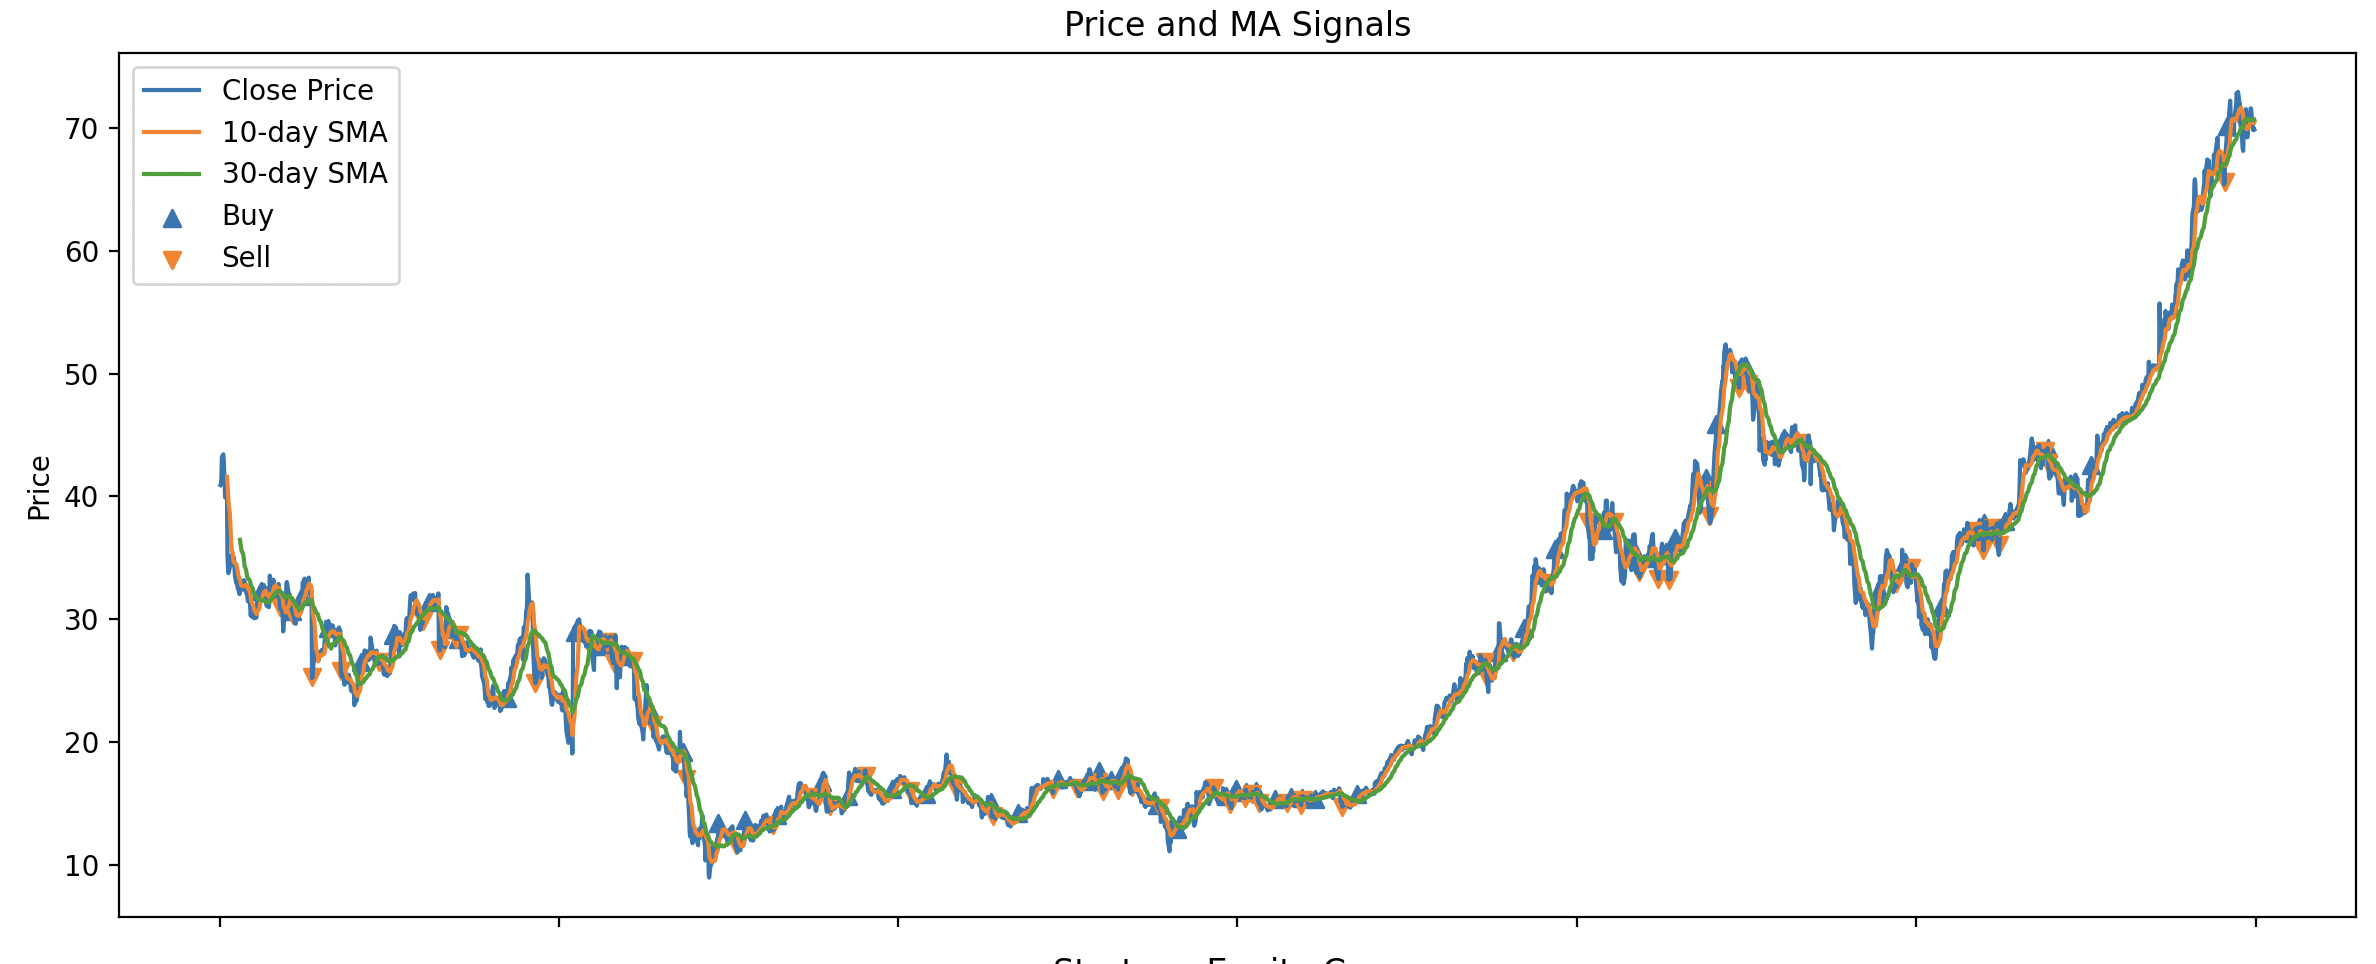 Price and MA Signals
Close Price
10-day SMA
30-day SMA
Buy
Sell
70
60
50
40
30
20
10
Price